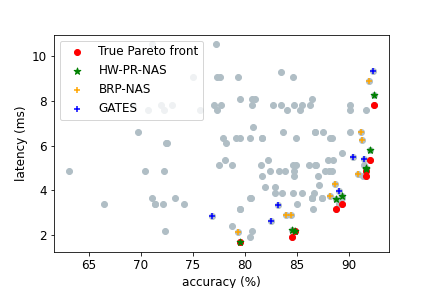 10
8
6
4
2
latency (ms)
True Pareto front
HW-PR-NAS
BRP-NAS
GATES
65 70 75 80 85 90
accuracy (%)